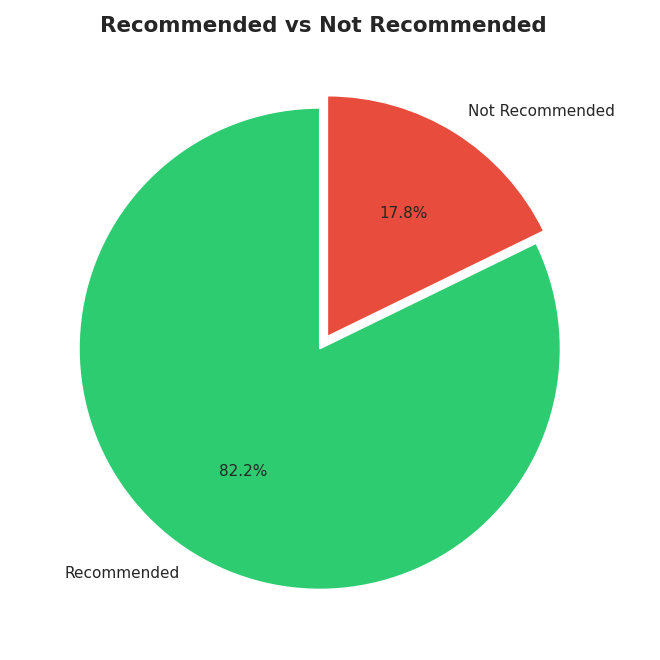 Recommended vs Not Recommended
Not Recommended
17.8%
82.2%
Recommended